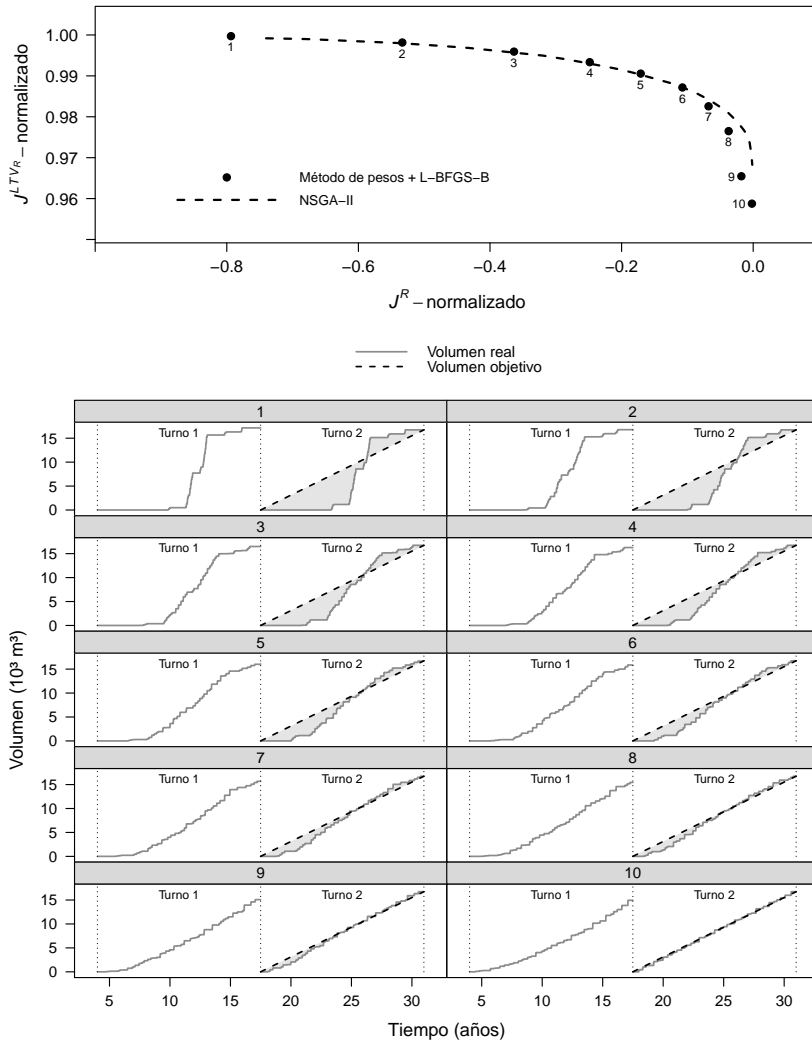 1.00
0.99
0.98
0.97
0.96
J^{LTV_R} – normalizado
1
2
3
4
5
6
7
8
9
10
Método de pesos + L−BFGS−B
NSGA−II
−0.8
−0.6
−0.4
−0.2
0.0
J^R – normalizado
Volumen real
Volumen objetivo
Volumen (10³ m³)
1
2
Turno 1
Turno 2
Turno 1
Turno 2
15
10
5
0
3
4
Turno 1
Turno 2
Turno 1
Turno 2
15
10
5
0
5
6
Turno 1
Turno 2
Turno 1
Turno 2
15
10
5
0
7
8
Turno 1
Turno 2
Turno 1
Turno 2
15
10
5
0
9
10
Turno 1
Turno 2
Turno 1
Turno 2
15
10
5
0
5
10
15
20
25
30
5
10
15
20
25
30
Tiempo (años)